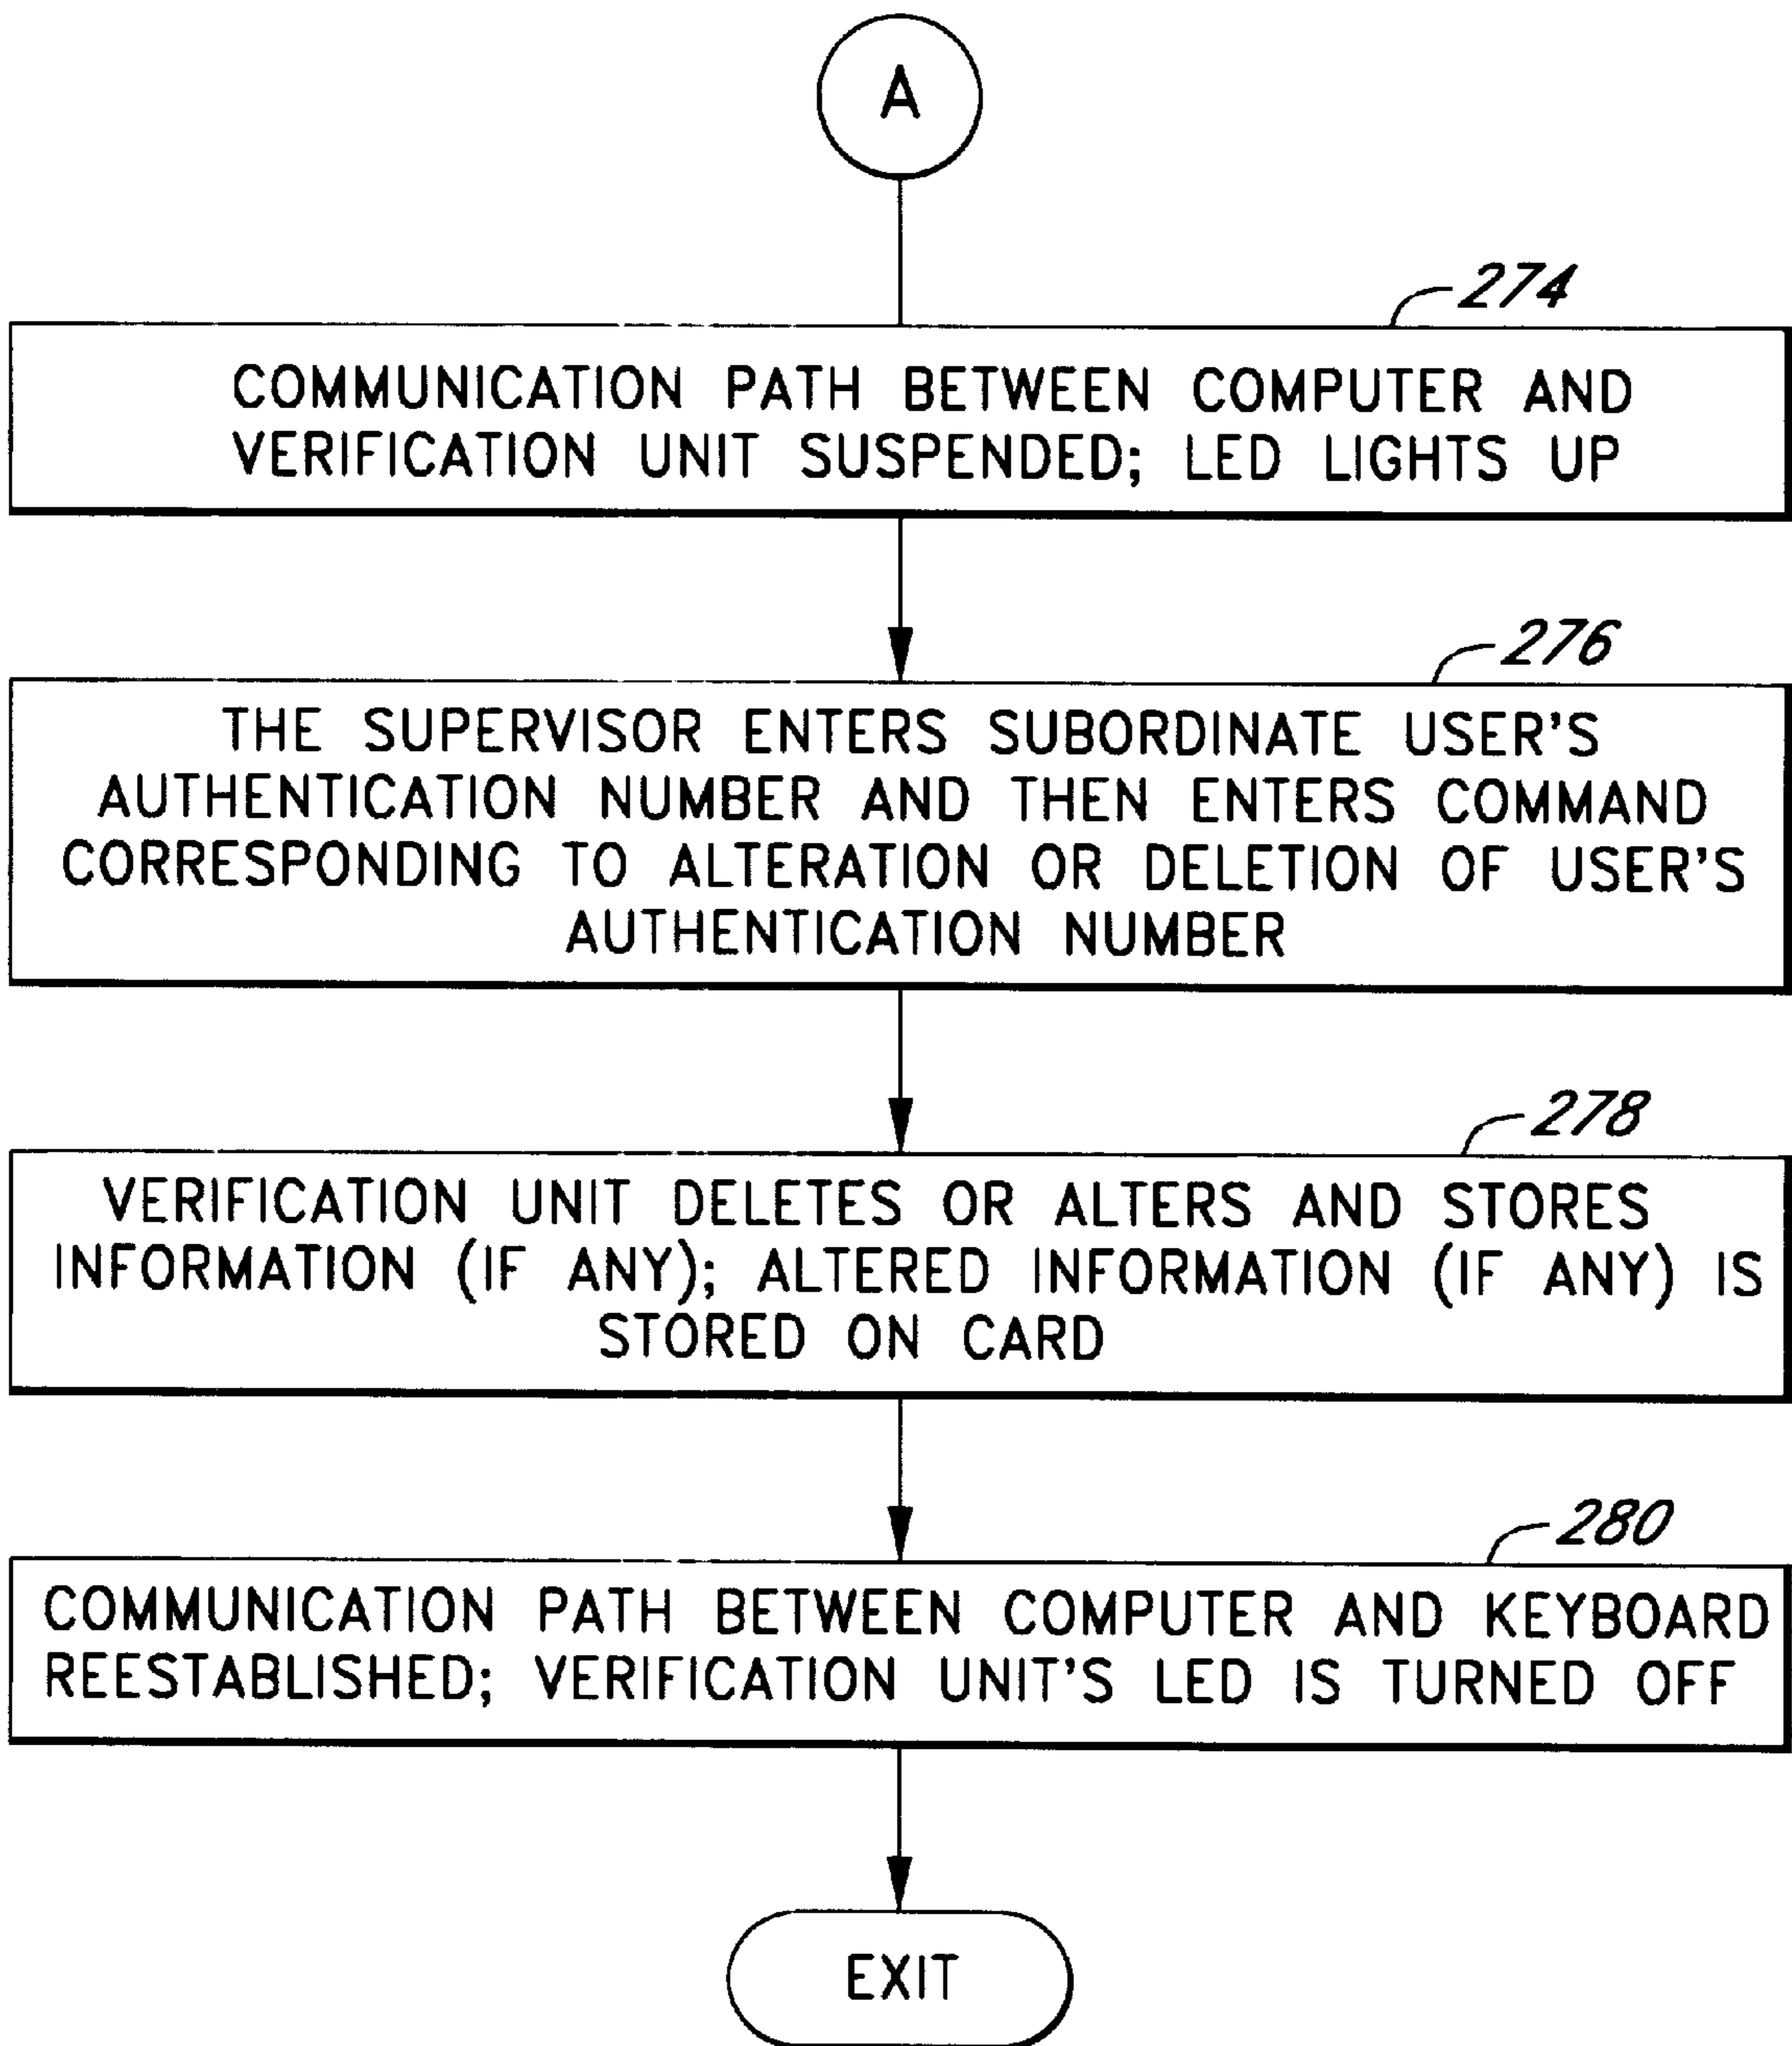 A
274
COMMUNICATION PATH BETWEEN COMPUTER AND
VERIFICATION UNIT SUSPENDED; LED LIGHTS UP
276
THE SUPERVISOR ENTERS SUBORDINATE USER'S
AUTHENTICATION NUMBER AND THEN ENTERS COMMAND
CORRESPONDING TO ALTERATION OR DELETION OF USER'S
AUTHENTICATION NUMBER
278
VERIFICATION UNIT DELETES OR ALTERS AND STORES
INFORMATION (IF ANY); ALTERED INFORMATION (IF ANY) IS
STORED ON CARD
280
COMMUNICATION PATH BETWEEN COMPUTER AND KEYBOARD
REESTABLISHED; VERIFICATION UNIT'S LED IS TURNED OFF
EXIT